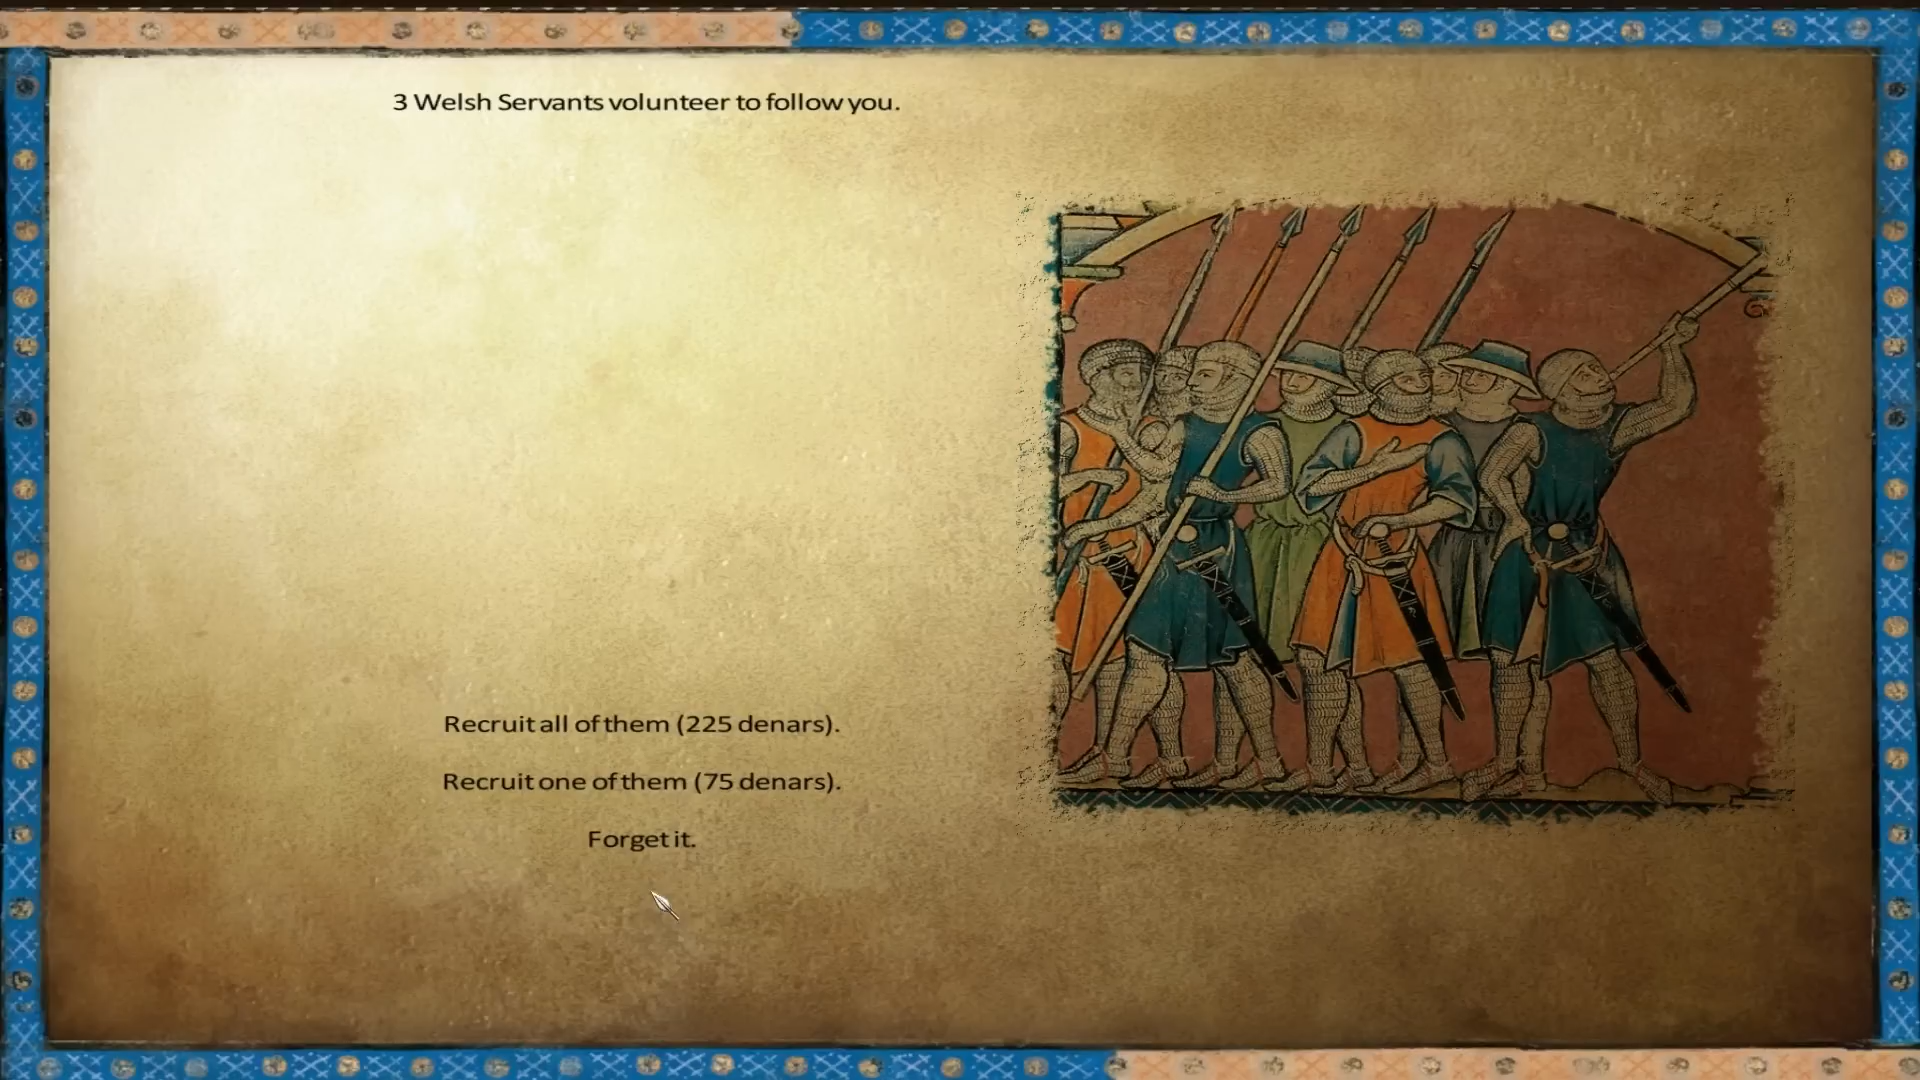 3 Welsh Servants volunteer to follow you.
Recruit all of them (225 denars).
Recruit one of them (75 denars).
Forget it.